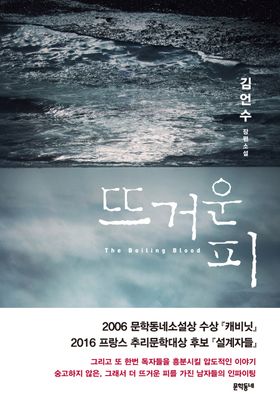 김언수
장편소설
뜨거운
피
The Boiling Blood
2006 문학동네소설상 수상 『캐비닛』
2016 프랑스 추리문학대상 후보 『설계자들』
그리고 또 한번 독자들을 흥분시킬 압도적인 이야기
숭고하지 않은, 그래서 더 뜨거운 피를 가진 남자들의 인파이팅
문학동네